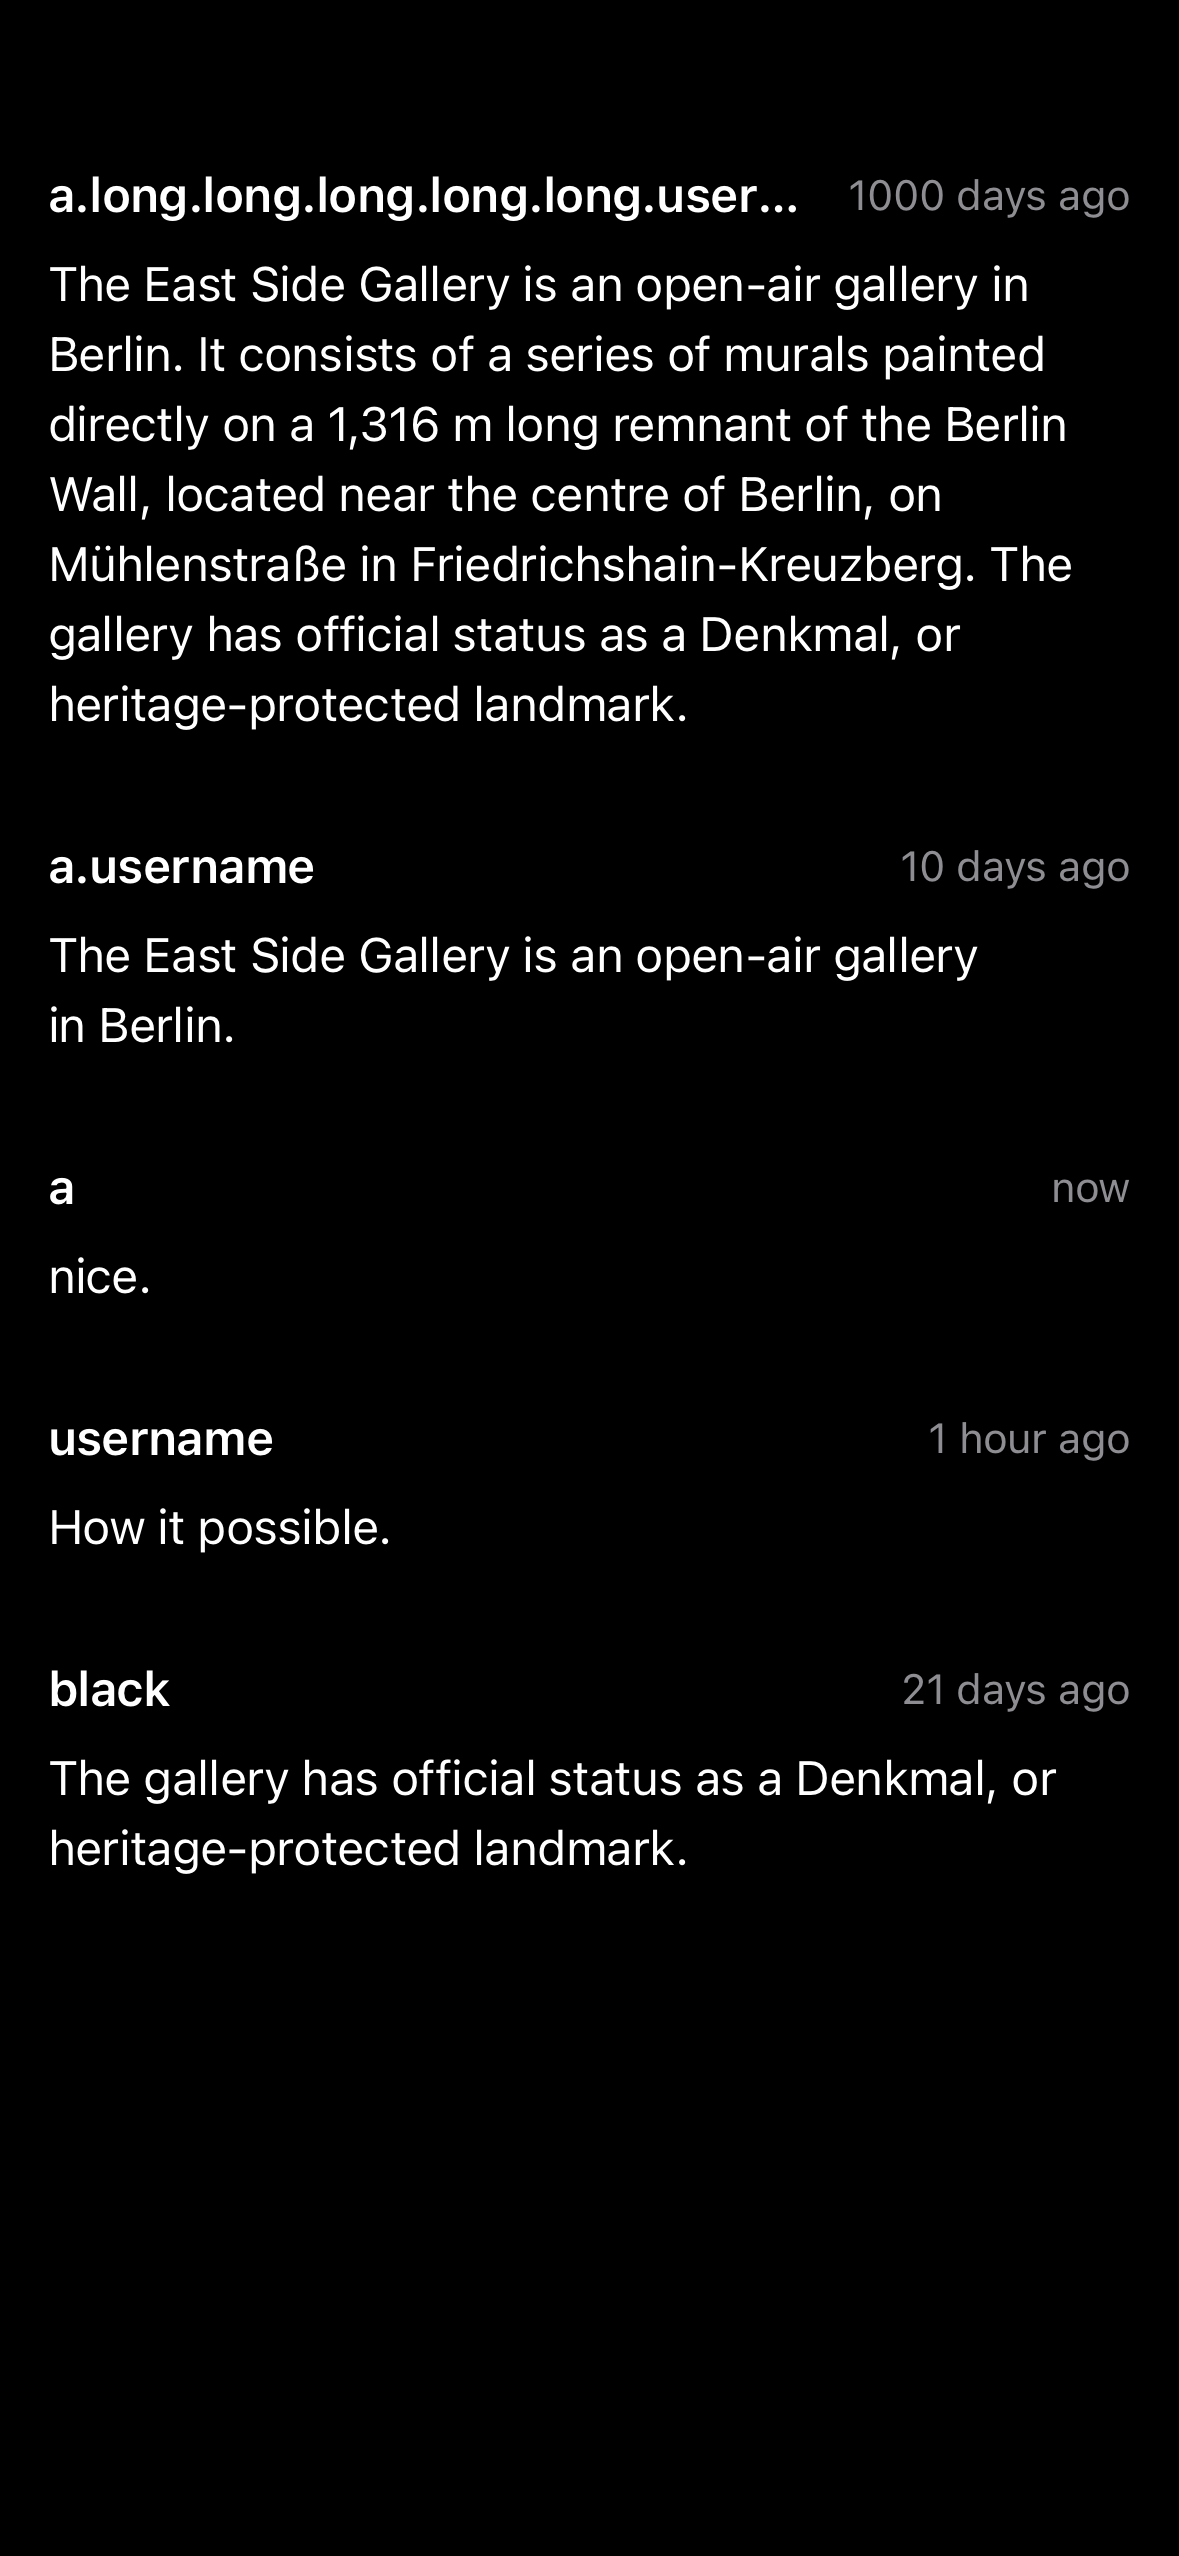 a.long.long.long.long.long.user... 1000 days ago
The East Side Gallery is an open-air gallery in
Berlin. It consists of a series of murals painted
directly on a 1,316 m long remnant of the Berlin
Wall, located near the centre of Berlin, on
Mühlenstraße in Friedrichshain-Kreuzberg. The
gallery has official status as a Denkmal, or
heritage-protected landmark.
a.username 10 days ago
The East Side Gallery is an open-air gallery
in Berlin.
a now
nice.
username 1 hour ago
How it possible.
black 21 days ago
The gallery has official status as a Denkmal, or
heritage-protected landmark.